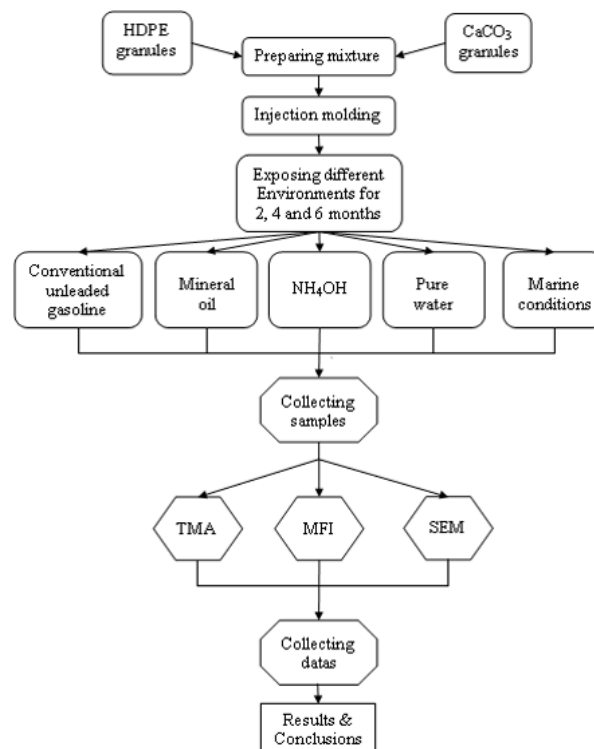 HDPE
granules
CaCO₃
granules
Preparing mixture
Injection molding
Exposing different
Environments for
2, 4 and 6 months
Conventional
unleaded
gasoline
Mineral
oil
NH₄OH
Pure
water
Marine
conditions
Collecting
samples
TMA
MFI
SEM
Collecting
datas
Results &
Conclusions